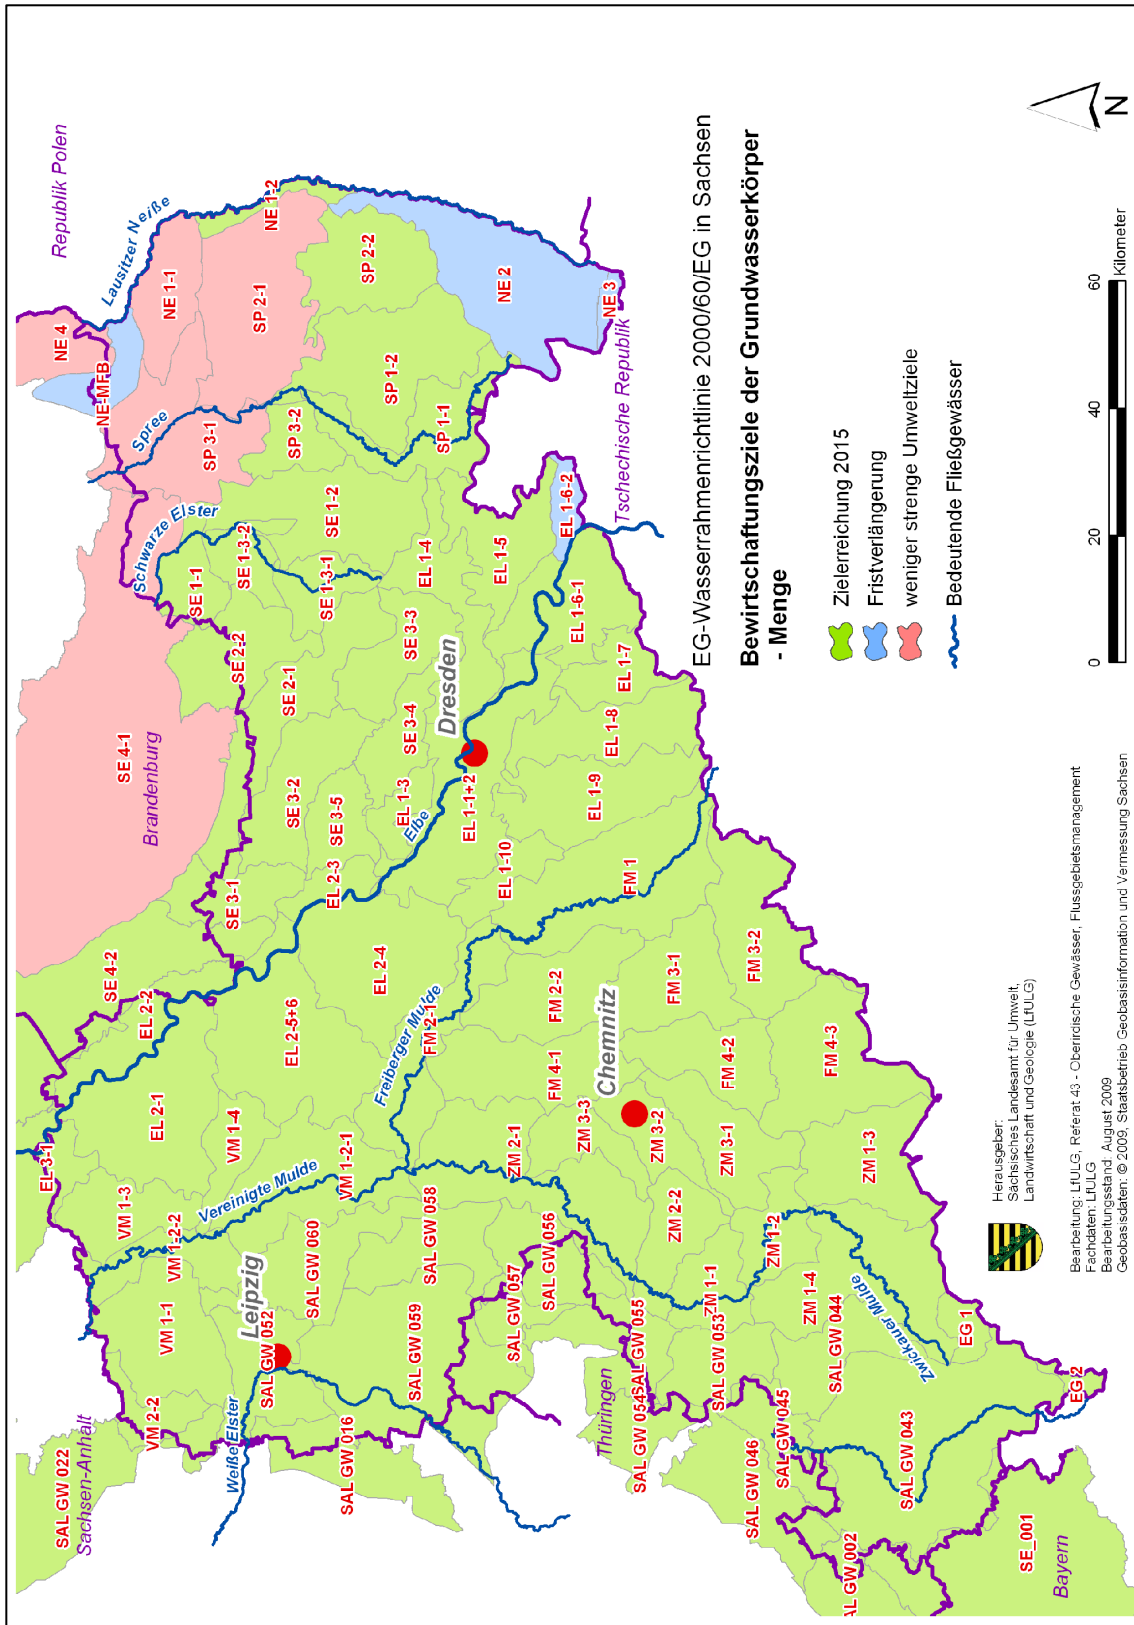 Republik Polen
Lausitzer Neiße
NE 4
NE-MFB
NE 1-1
NE 1-2
SP 2-1
SP 2-2
NE 2
NE 3
Spree
SP 3-1
SP 3-2
SP 1-2
SP 1-1
Tschechische Republik
Schwarze Elster
SE 1-1
SE 1-3-2
SE 1-2
SE 1-3-1
EL 1-4
EL 1-5
EL 1-6-2
EL 1-6-1
EL 1-7
EL 1-8
EL 1-9
SE 4-1
Brandenburg
SE 2-2
SE 2-1
SE 3-3
SE 3-4
SE 3-2
SE 3-5
SE 3-1
Dresden
EL 1-3
Elbe
EL 1-1+2
EL 1-10
EL 2-3
FM 1
SE 4-2
EL 2-2
EL 2-4
EL 2-5+6
EL 2-1
EL 3-1
Freiberger Mulde
FM 2-1
FM 2-2
FM 3-1
FM 3-2
FM 4-1
FM 4-2
FM 4-3
Chemnitz
VM 1-4
VM 1-3
Vereinigte Mulde
VM 1-2-1
VM 1-2-2
VM 1-1
VM 2-2
ZM 2-1
ZM 3-3
ZM 3-2
ZM 3-1
ZM 1-3
ZM 2-2
ZM 1-2
ZM 1-1
ZM 1-4
Zwickauer Mulde
Leipzig
SAL GW 052
SAL GW 060
SAL GW 058
SAL GW 059
SAL GW 057
SAL GW 056
SAL GW 055
SAL GW 054
SAL GW 053
SAL GW 044
SAL GW 045
SAL GW 046
SAL GW 043
SAL GW 016
SAL GW 022
Sachsen-Anhalt
Weiße Elster
Thüringen
EG 1
EG 2
AL GW 002
SE_001
Bayern
EG-Wasserrahmenrichtlinie 2000/60/EG in Sachsen
Bewirtschaftungsziele der Grundwasserkörper
- Menge
Zielerreichung 2015
Fristverlängerung
weniger strenge Umweltziele
Bedeutende Fließgewässer
0 20 40 60
Kilometer
N
Herausgeber:
Sächsisches Landesamt für Umwelt,
Landwirtschaft und Geologie (LfULG)
Bearbeitung: LfULG, Referat 43 - Oberirdische Gewässer, Flussgebietsmanagement
Fachdaten: LfULG
Bearbeitungsstand: August 2009
Geobasisdaten: © 2009, Staatsbetrieb Geobasisinformation und Vermessung Sachsen